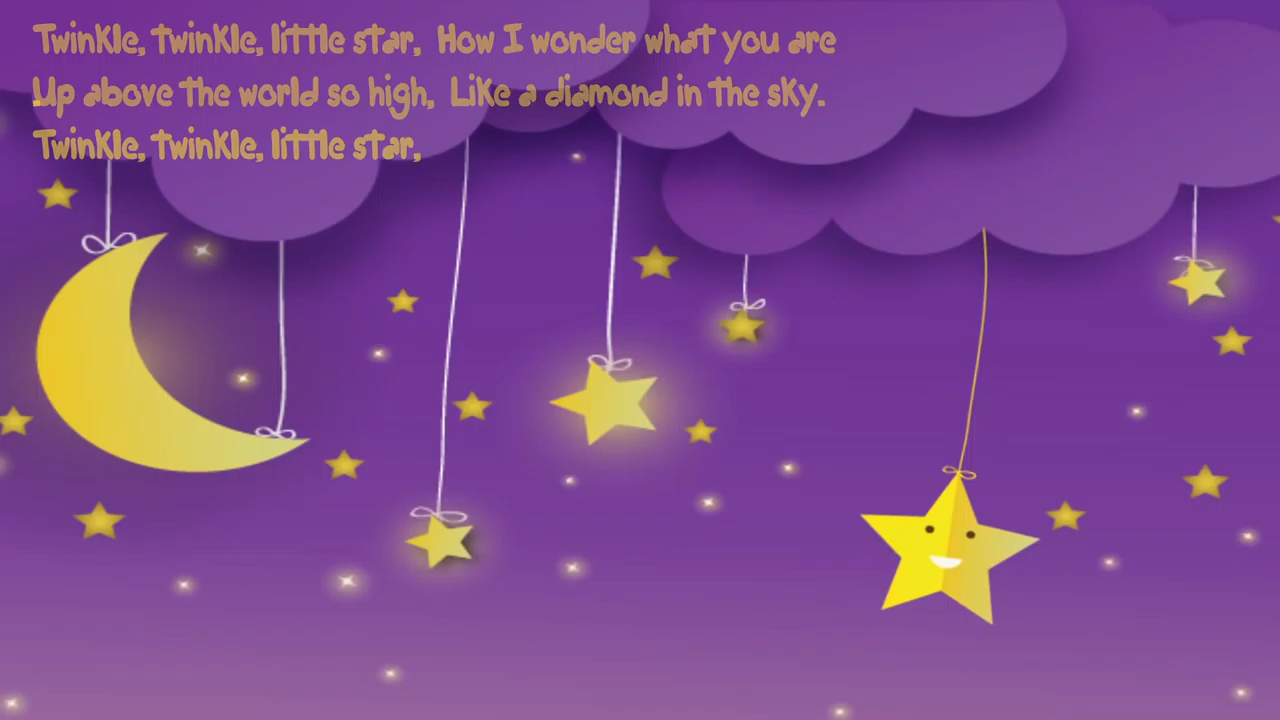 Twinkle, twinkle, little star,  How I wonder what you are
Up above the world so high,  Like a diamond in the sky.
Twinkle, twinkle, little star,